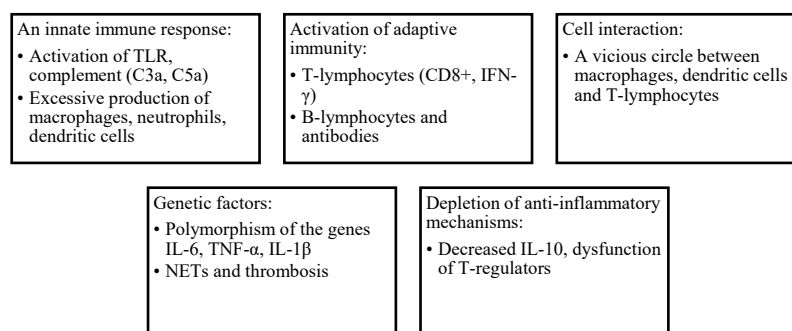 An innate immune response:
• Activation of TLR,
complement (C3a, C5a)
• Excessive production of
macrophages, neutrophils,
dendritic cells
Activation of adaptive
immunity:
• T-lymphocytes (CD8+, IFN-
γ)
• B-lymphocytes and
antibodies
Cell interaction:
• A vicious circle between
macrophages, dendritic cells
and T-lymphocytes
Genetic factors:
• Polymorphism of the genes
IL-6, TNF-α, IL-1β
• NETs and thrombosis
Depletion of anti-inflammatory
mechanisms:
• Decreased IL-10, dysfunction
of T-regulators